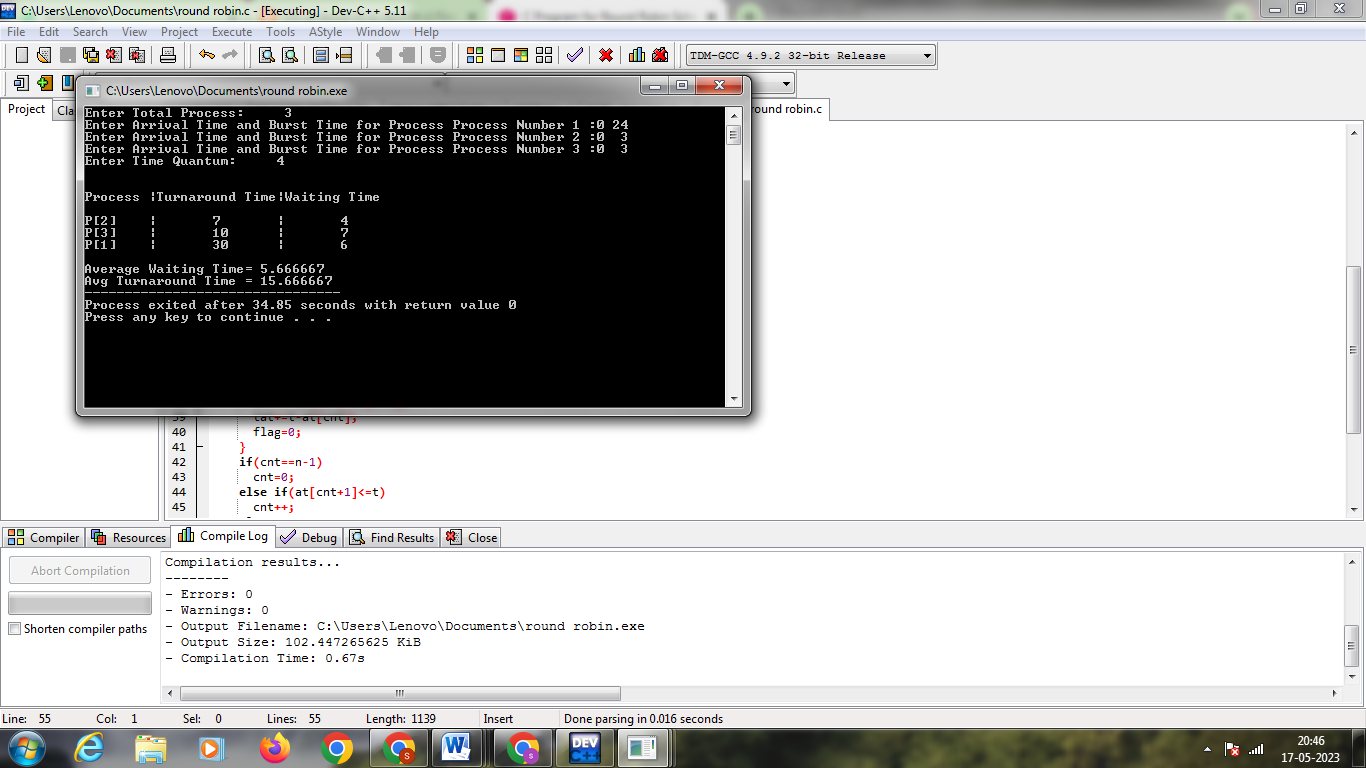 C:\Users\Lenovo\Documents\round robin.c - [Executing] - Dev-C++ 5.11
File Edit Search View Project Execute Tools AStyle Window Help
TDM-GCC 4.9.2 32-bit Release
Project Cla round robin.c
C:\Users\Lenovo\Documents\round robin.exe
Enter Total Process: 3
Enter Arrival Time and Burst Time for Process Process Number 1 :0 24
Enter Arrival Time and Burst Time for Process Process Number 2 :0 3
Enter Arrival Time and Burst Time for Process Process Number 3 :0 3
Enter Time Quantum: 4
Process |Turnaround Time|Waiting Time
P[2] | 7 | 4
P[3] | 10 | 7
P[1] | 30 | 6
Average Waiting Time= 5.666667
Avg Turnaround Time = 15.666667
--------------------------------
Process exited after 34.85 seconds with return value 0
Press any key to continue . . .
40 flag=0;
41 }
42 if(cnt==n-1)
43 cnt=0;
44 else if(at[cnt+1]<=t)
45 cnt++;
Compiler Resources Compile Log Debug Find Results Close
Abort Compilation
Shorten compiler paths
Compilation results...
--------
- Errors: 0
- Warnings: 0
- Output Filename: C:\Users\Lenovo\Documents\round robin.exe
- Output Size: 102.447265625 KiB
- Compilation Time: 0.67s
Line: 55 Col: 1 Sel: 0 Lines: 55 Length: 1139 Insert Done parsing in 0.016 seconds
20:46
17-05-2023